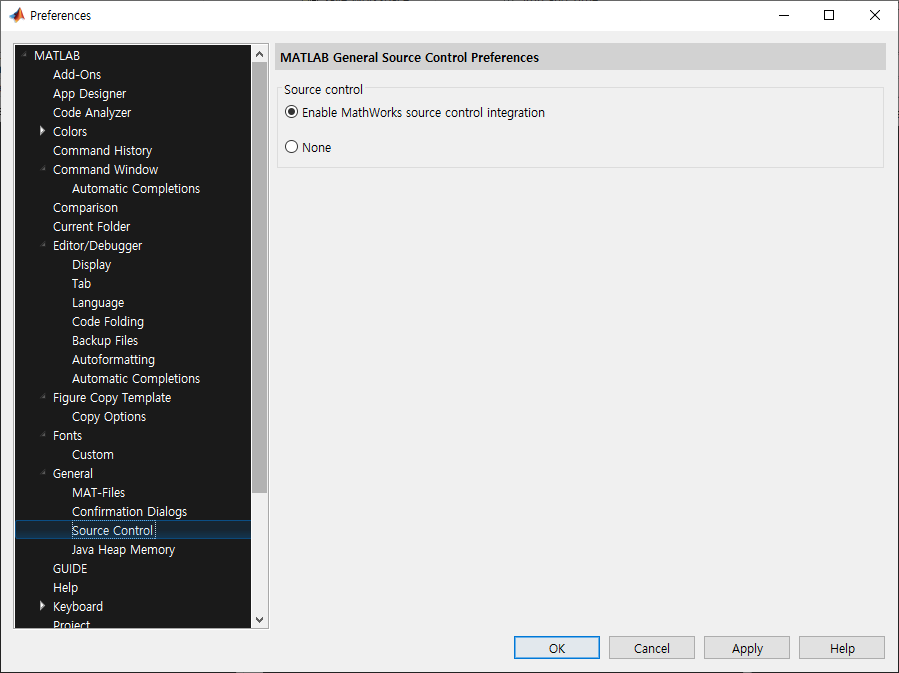 Preferences
MATLAB
Add-Ons
App Designer
Code Analyzer
Colors
Command History
Command Window
Automatic Completions
Comparison
Current Folder
Editor/Debugger
Display
Tab
Language
Code Folding
Backup Files
Autoformatting
Automatic Completions
Figure Copy Template
Copy Options
Fonts
Custom
General
MAT-Files
Confirmation Dialogs
Source Control
Java Heap Memory
GUIDE
Help
Keyboard
Project
MATLAB General Source Control Preferences
Source control
Enable MathWorks source control integration
None
OK
Cancel
Apply
Help